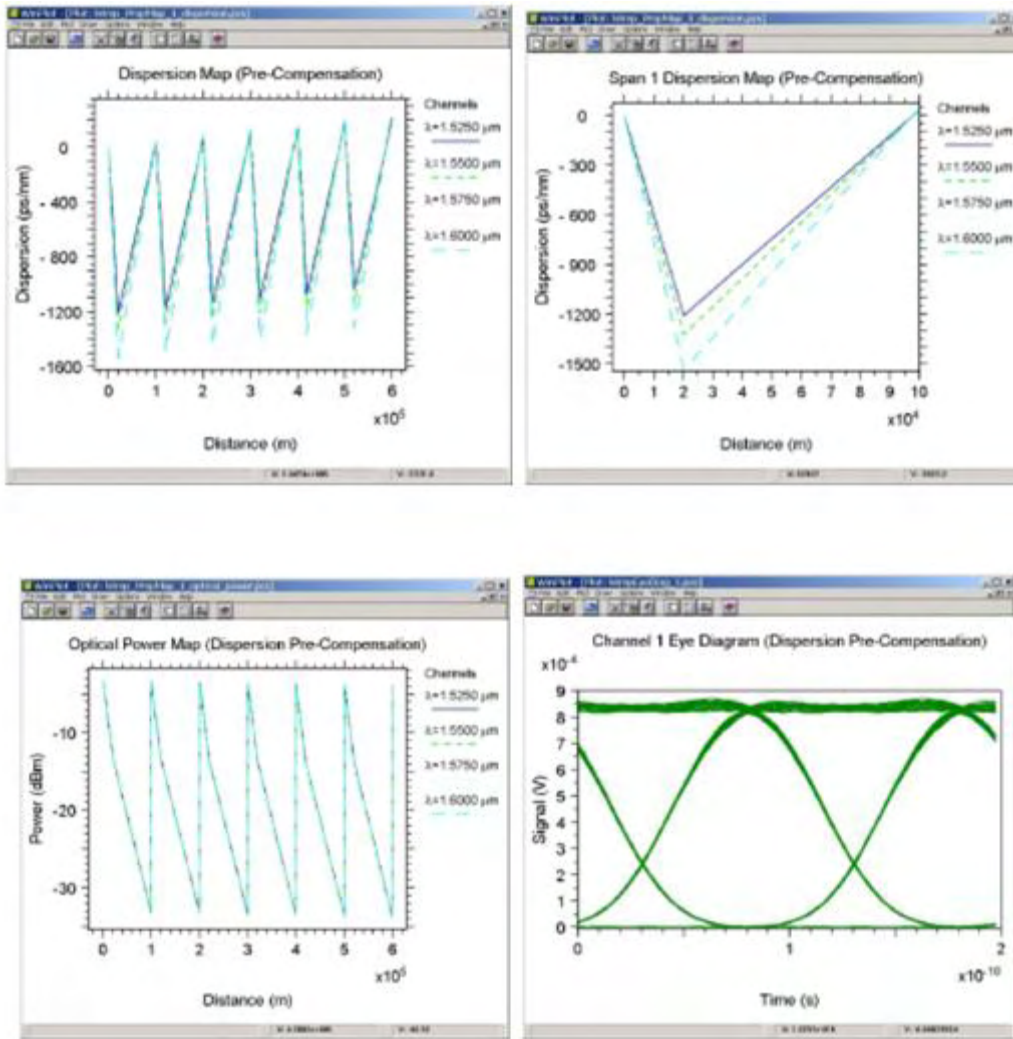 Dispersion Map (Pre-Compensation)
Channels
λ=1.5250 μm
λ=1.5500 μm
λ=1.5750 μm
λ=1.6000 μm
Dispersion (ps/nm)
0
- 400
- 800
-1200
-1600
0 1 2 3 4 5 6
x10⁵
Distance (m)
Span 1 Dispersion Map (Pre-Compensation)
Channels
λ=1.5250 μm
λ=1.5500 μm
λ=1.5750 μm
λ=1.6000 μm
Dispersion (ps/nm)
0
- 300
- 600
- 900
-1200
-1500
0 1 2 3 4 5 6 7 8 9 10
x10⁴
Distance (m)
Optical Power Map (Dispersion Pre-Compensation)
Channels
λ=1.5250 μm
λ=1.5500 μm
λ=1.5750 μm
λ=1.6000 μm
Power (dBm)
-10
-20
-30
0 1 2 3 4 5 6
x10⁵
Distance (m)
Channel 1 Eye Diagram (Dispersion Pre-Compensation)
x10⁻⁴
Signal (V)
9
8
7
6
5
4
3
2
1
0
0 1 2
x10⁻¹⁰
Time (s)